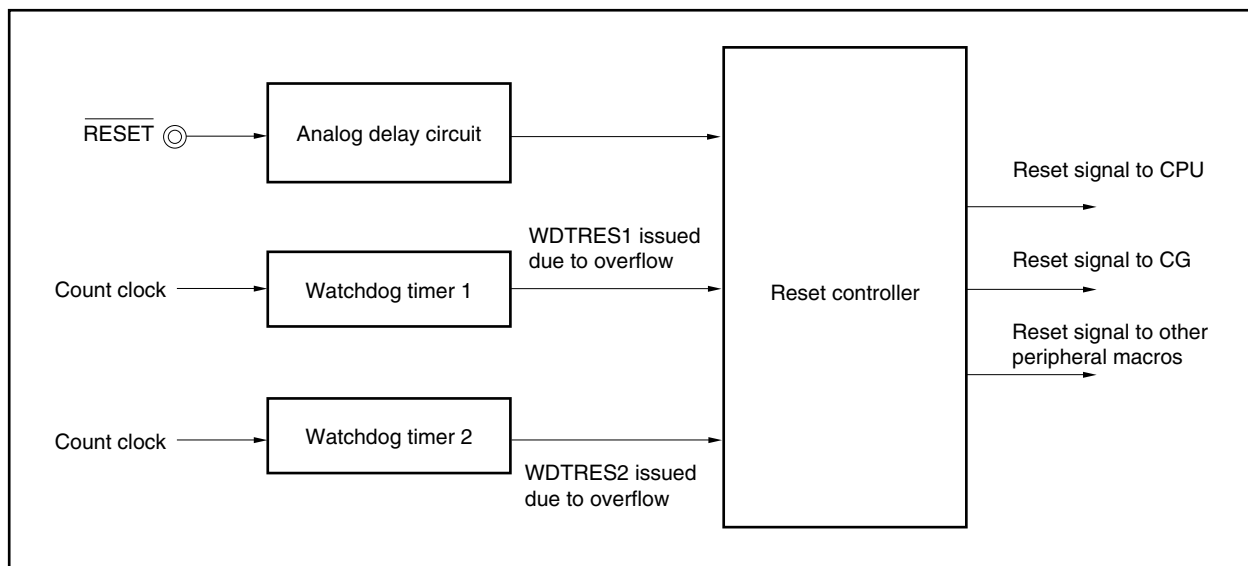 RESET
Analog delay circuit
Reset signal to CPU
WDTRES1 issued
due to overflow
Reset signal to CG
Count clock
Watchdog timer 1
Reset controller
Reset signal to other
peripheral macros
Count clock
Watchdog timer 2
WDTRES2 issued
due to overflow